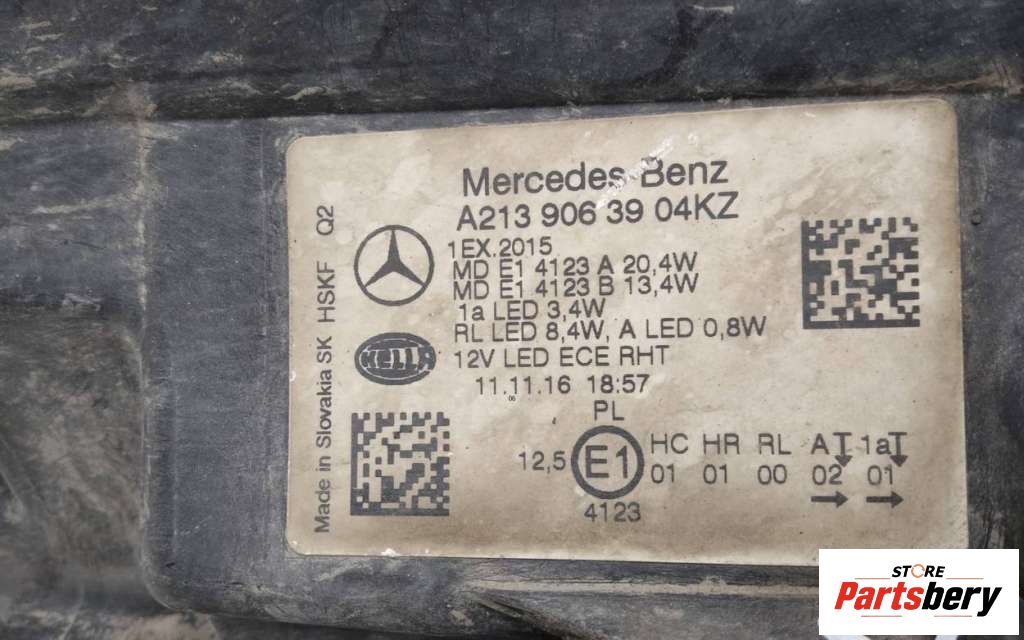 Mercedes-Benz
A213 906 39 04KZ
1EX.2015
MD E1 4123 A 20,4W
MD E1 4123 B 13,4W
1a LED 3,4W
RL LED 8,4W, A LED 0,8W
12V LED ECE RHT
11.11.16 18:57
06
PL
12,5 E1 HC HR RL A 1a
01 01 00 02 01
4123
HELLA
Made in Slovakia SK HSKF Q2
STORE
Partsbery